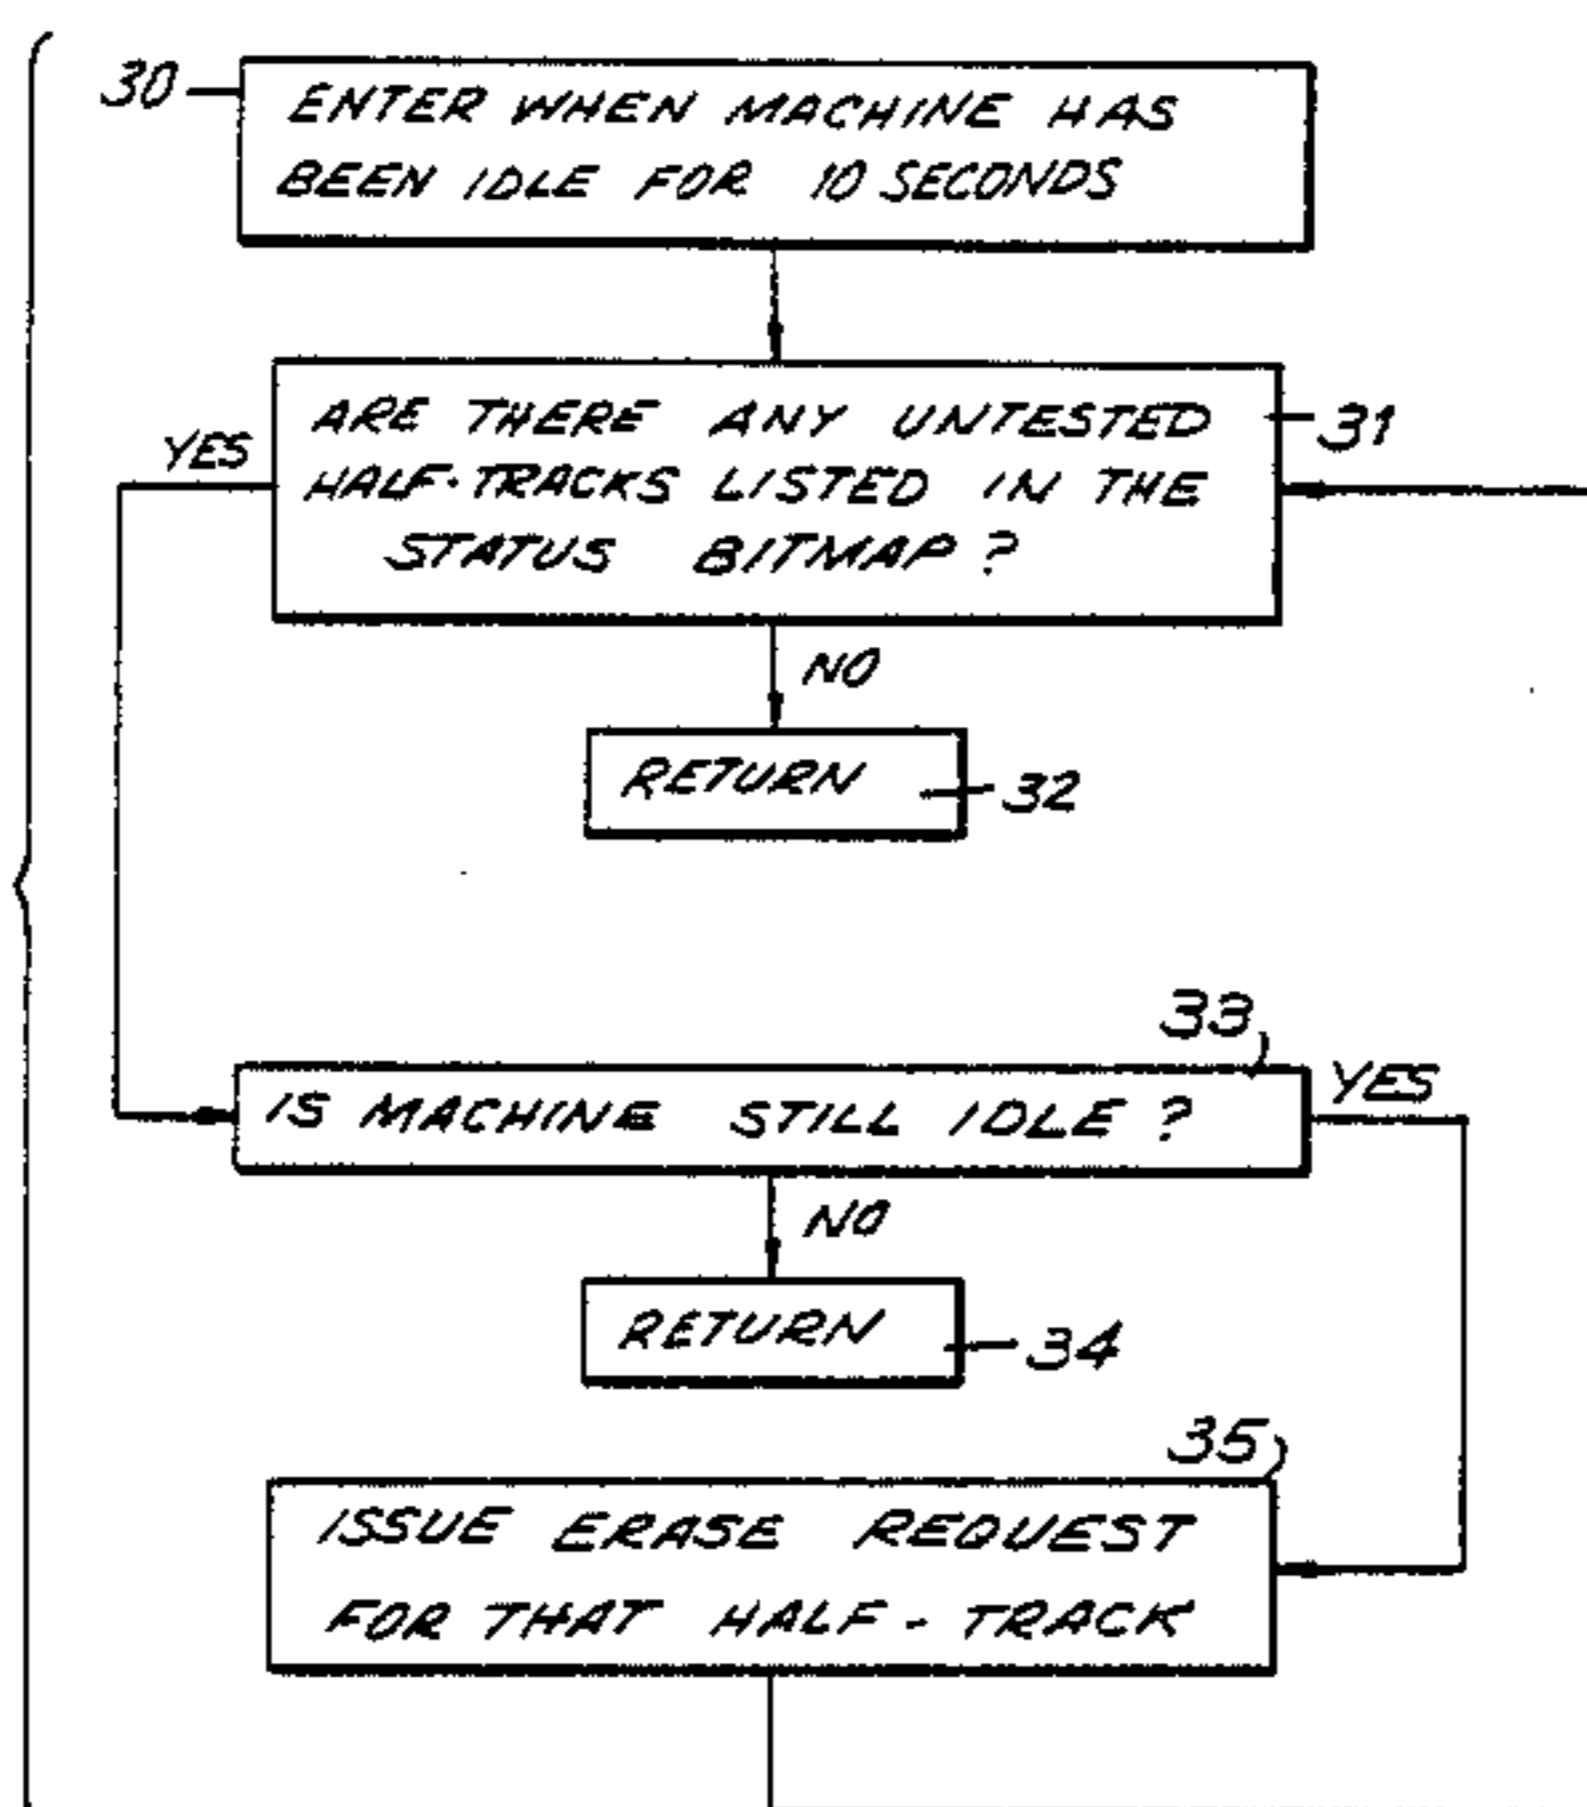 30
ENTER WHEN MACHINE HAS
BEEN IDLE FOR 10 SECONDS
ARE THERE ANY UNTESTED
HALF-TRACKS LISTED IN THE
STATUS BITMAP?
31
YES
NO
RETURN
32
33
IS MACHINE STILL IDLE?
YES
NO
RETURN
34
35
ISSUE ERASE REQUEST
FOR THAT HALF-TRACK